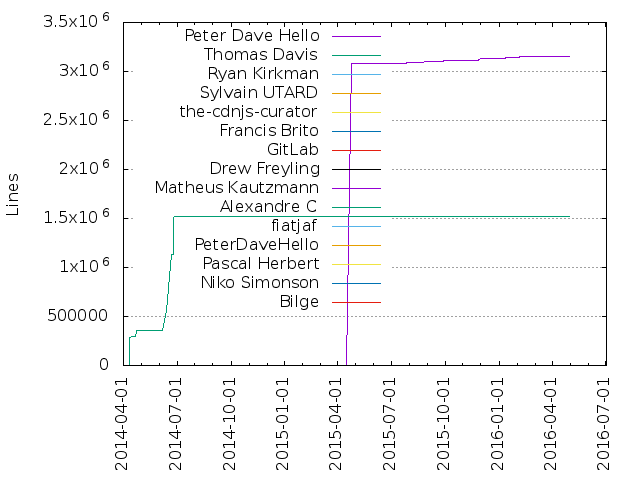 3.5x10 6
3x10 6
2.5x10 6
2x10 6
1.5x10 6
1x10 6
500000
0
Lines
Peter Dave Hello
Thomas Davis
Ryan Kirkman
Sylvain UTARD
the-cdnjs-curator
Francis Brito
GitLab
Drew Freyling
Matheus Kautzmann
Alexandre C
fiatjaf
PeterDaveHello
Pascal Herbert
Niko Simonson
Bilge
2014-04-01
2014-07-01
2014-10-01
2015-01-01
2015-04-01
2015-07-01
2015-10-01
2016-01-01
2016-04-01
2016-07-01